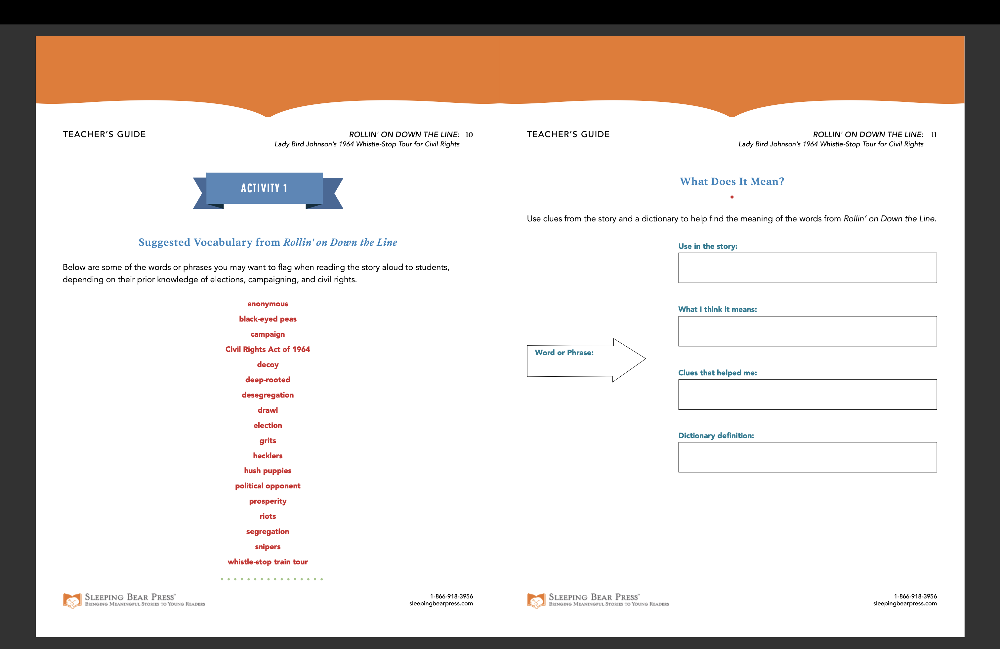 TEACHER’S GUIDE
ROLLIN' ON DOWN THE LINE: 10
Lady Bird Johnson’s 1964 Whistle-Stop Tour for Civil Rights
ACTIVITY 1
Suggested Vocabulary from Rollin' on Down the Line
Below are some of the words or phrases you may want to flag when reading the story aloud to students,
depending on their prior knowledge of elections, campaigning, and civil rights.
anonymous
black-eyed peas
campaign
Civil Rights Act of 1964
decoy
deep-rooted
desegregation
drawl
election
grits
hecklers
hush puppies
political opponent
prosperity
riots
segregation
snipers
whistle-stop train tour
SLEEPING BEAR PRESS™
BRINGING MEANINGFUL STORIES TO YOUNG READERS
1-866-918-3956
sleepingbearpress.com
TEACHER’S GUIDE
ROLLIN' ON DOWN THE LINE: 11
Lady Bird Johnson’s 1964 Whistle-Stop Tour for Civil Rights
What Does It Mean?
Use clues from the story and a dictionary to help find the meaning of the words from Rollin’ on Down the Line.
Word or Phrase:
Use in the story:
What I think it means:
Clues that helped me:
Dictionary definition:
SLEEPING BEAR PRESS™
BRINGING MEANINGFUL STORIES TO YOUNG READERS
1-866-918-3956
sleepingbearpress.com